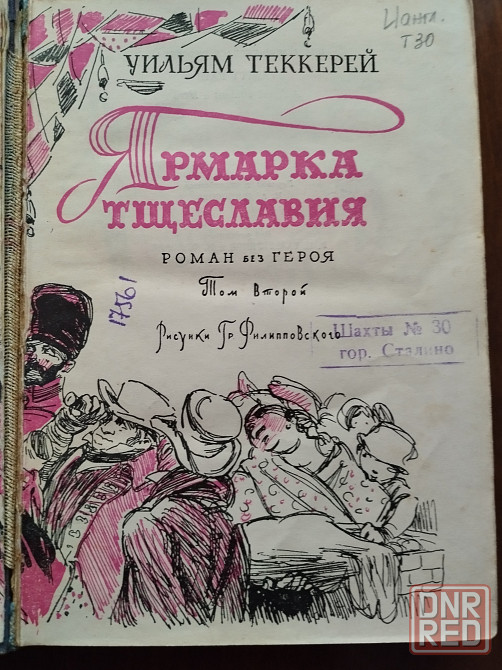 И англ.
Т30
УИЛЬЯМ ТЕККЕРЕЙ
ЯРМАРКА
ТЩЕСЛАВИЯ
РОМАН БЕЗ ГЕРОЯ
Том Второй
Рисунки Гр. Филипповского
17561
Шахты № 30
гор. Сталино
DNR
RED